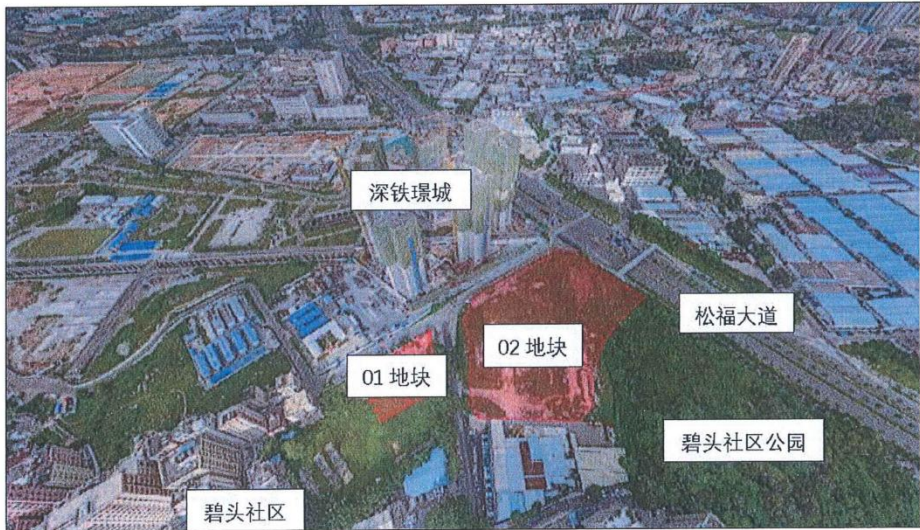 深铁璟城
松福大道
02 地块
01 地块
碧头社区公园
碧头社区